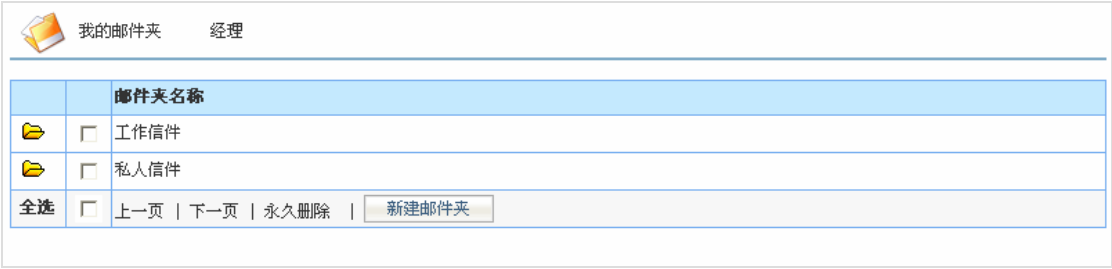 我的邮件夹 经理
邮件夹名称
工作信件
私人信件
全选 上一页 | 下一页 | 永久删除 | 新建邮件夹